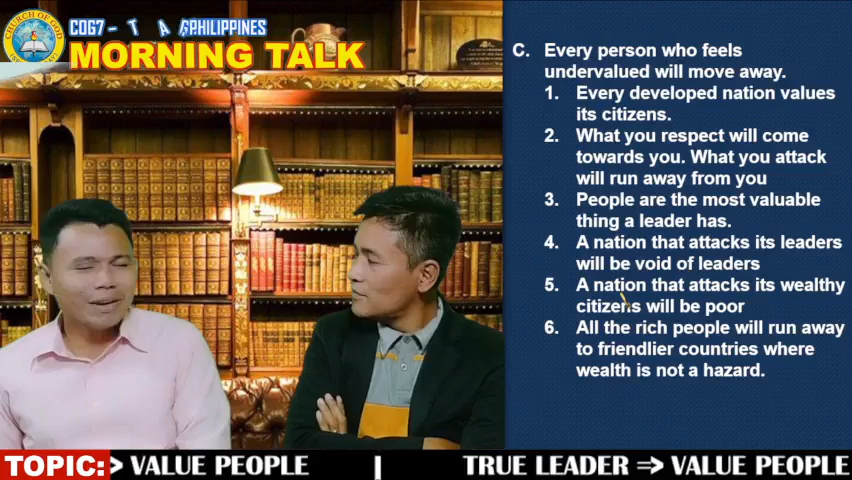 CHURCH OF GOD
CO67 - T A GPHILIPPINES
MORNING TALK
C. Every person who feels
undervalued will move away.
1. Every developed nation values
its citizens.
2. What you respect will come
towards you. What you attack
will run away from you
3. People are the most valuable
thing a leader has.
4. A nation that attacks its leaders
will be void of leaders
5. A nation that attacks its wealthy
citizens will be poor
6. All the rich people will run away
to friendlier countries where
wealth is not a hazard.
TOPIC: > VALUE PEOPLE | TRUE LEADER => VALUE PEOPLE